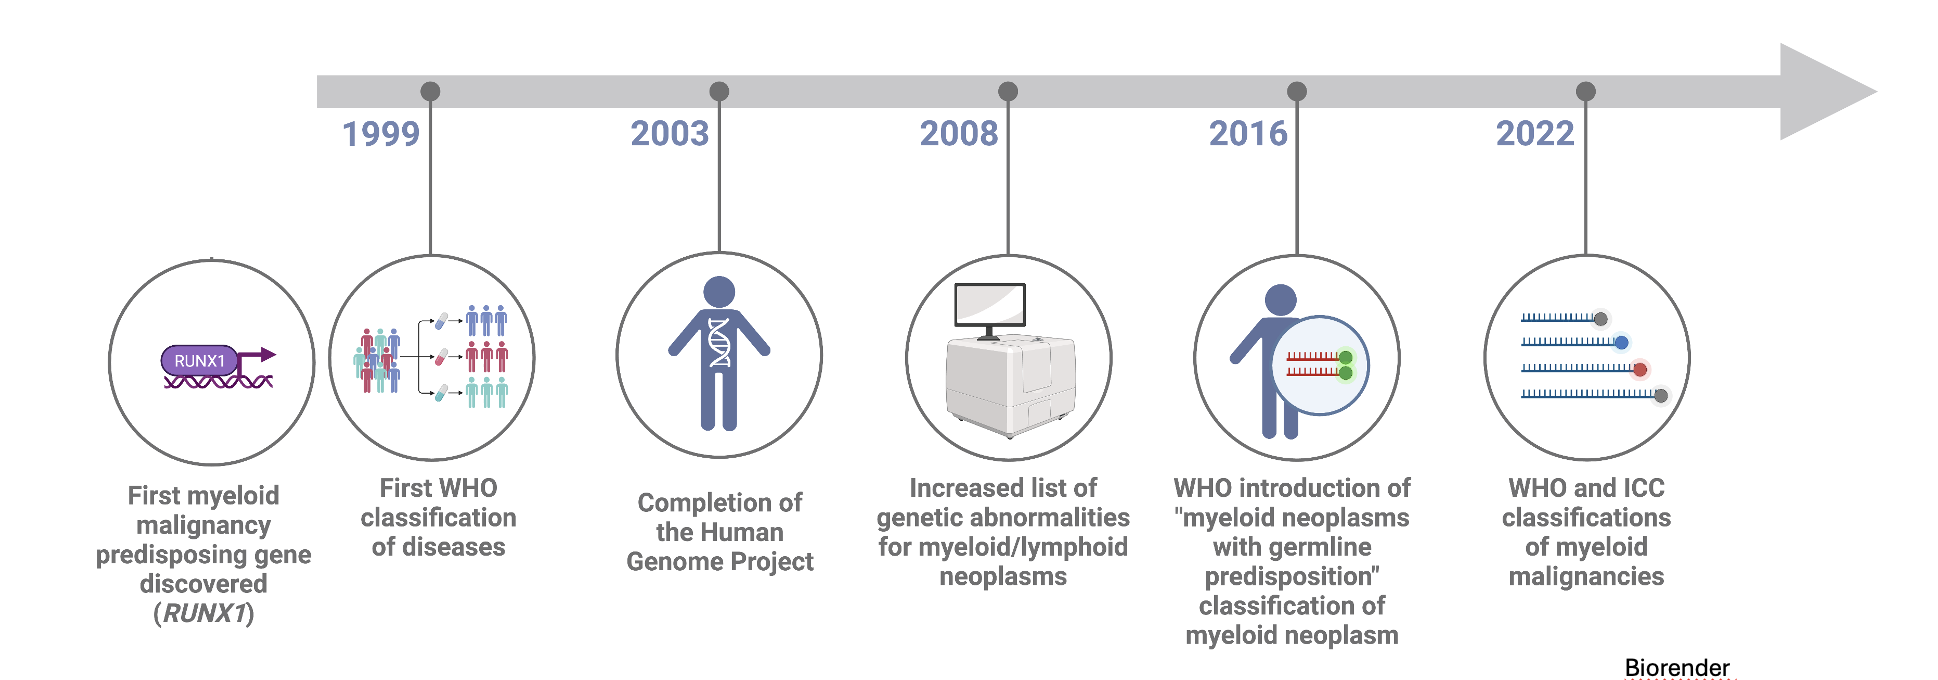 1999
2003
2008
2016
2022
RUNX1
First myeloid
malignancy
predisposing gene
discovered
(RUNX1)
First WHO
classification
of diseases
Completion of
the Human
Genome Project
Increased list of
genetic abnormalities
for myeloid/lymphoid
neoplasms
WHO introduction of
"myeloid neoplasms
with germline
predisposition"
classification of
myeloid neoplasm
WHO and ICC
classifications
of myeloid
malignancies
Biorender